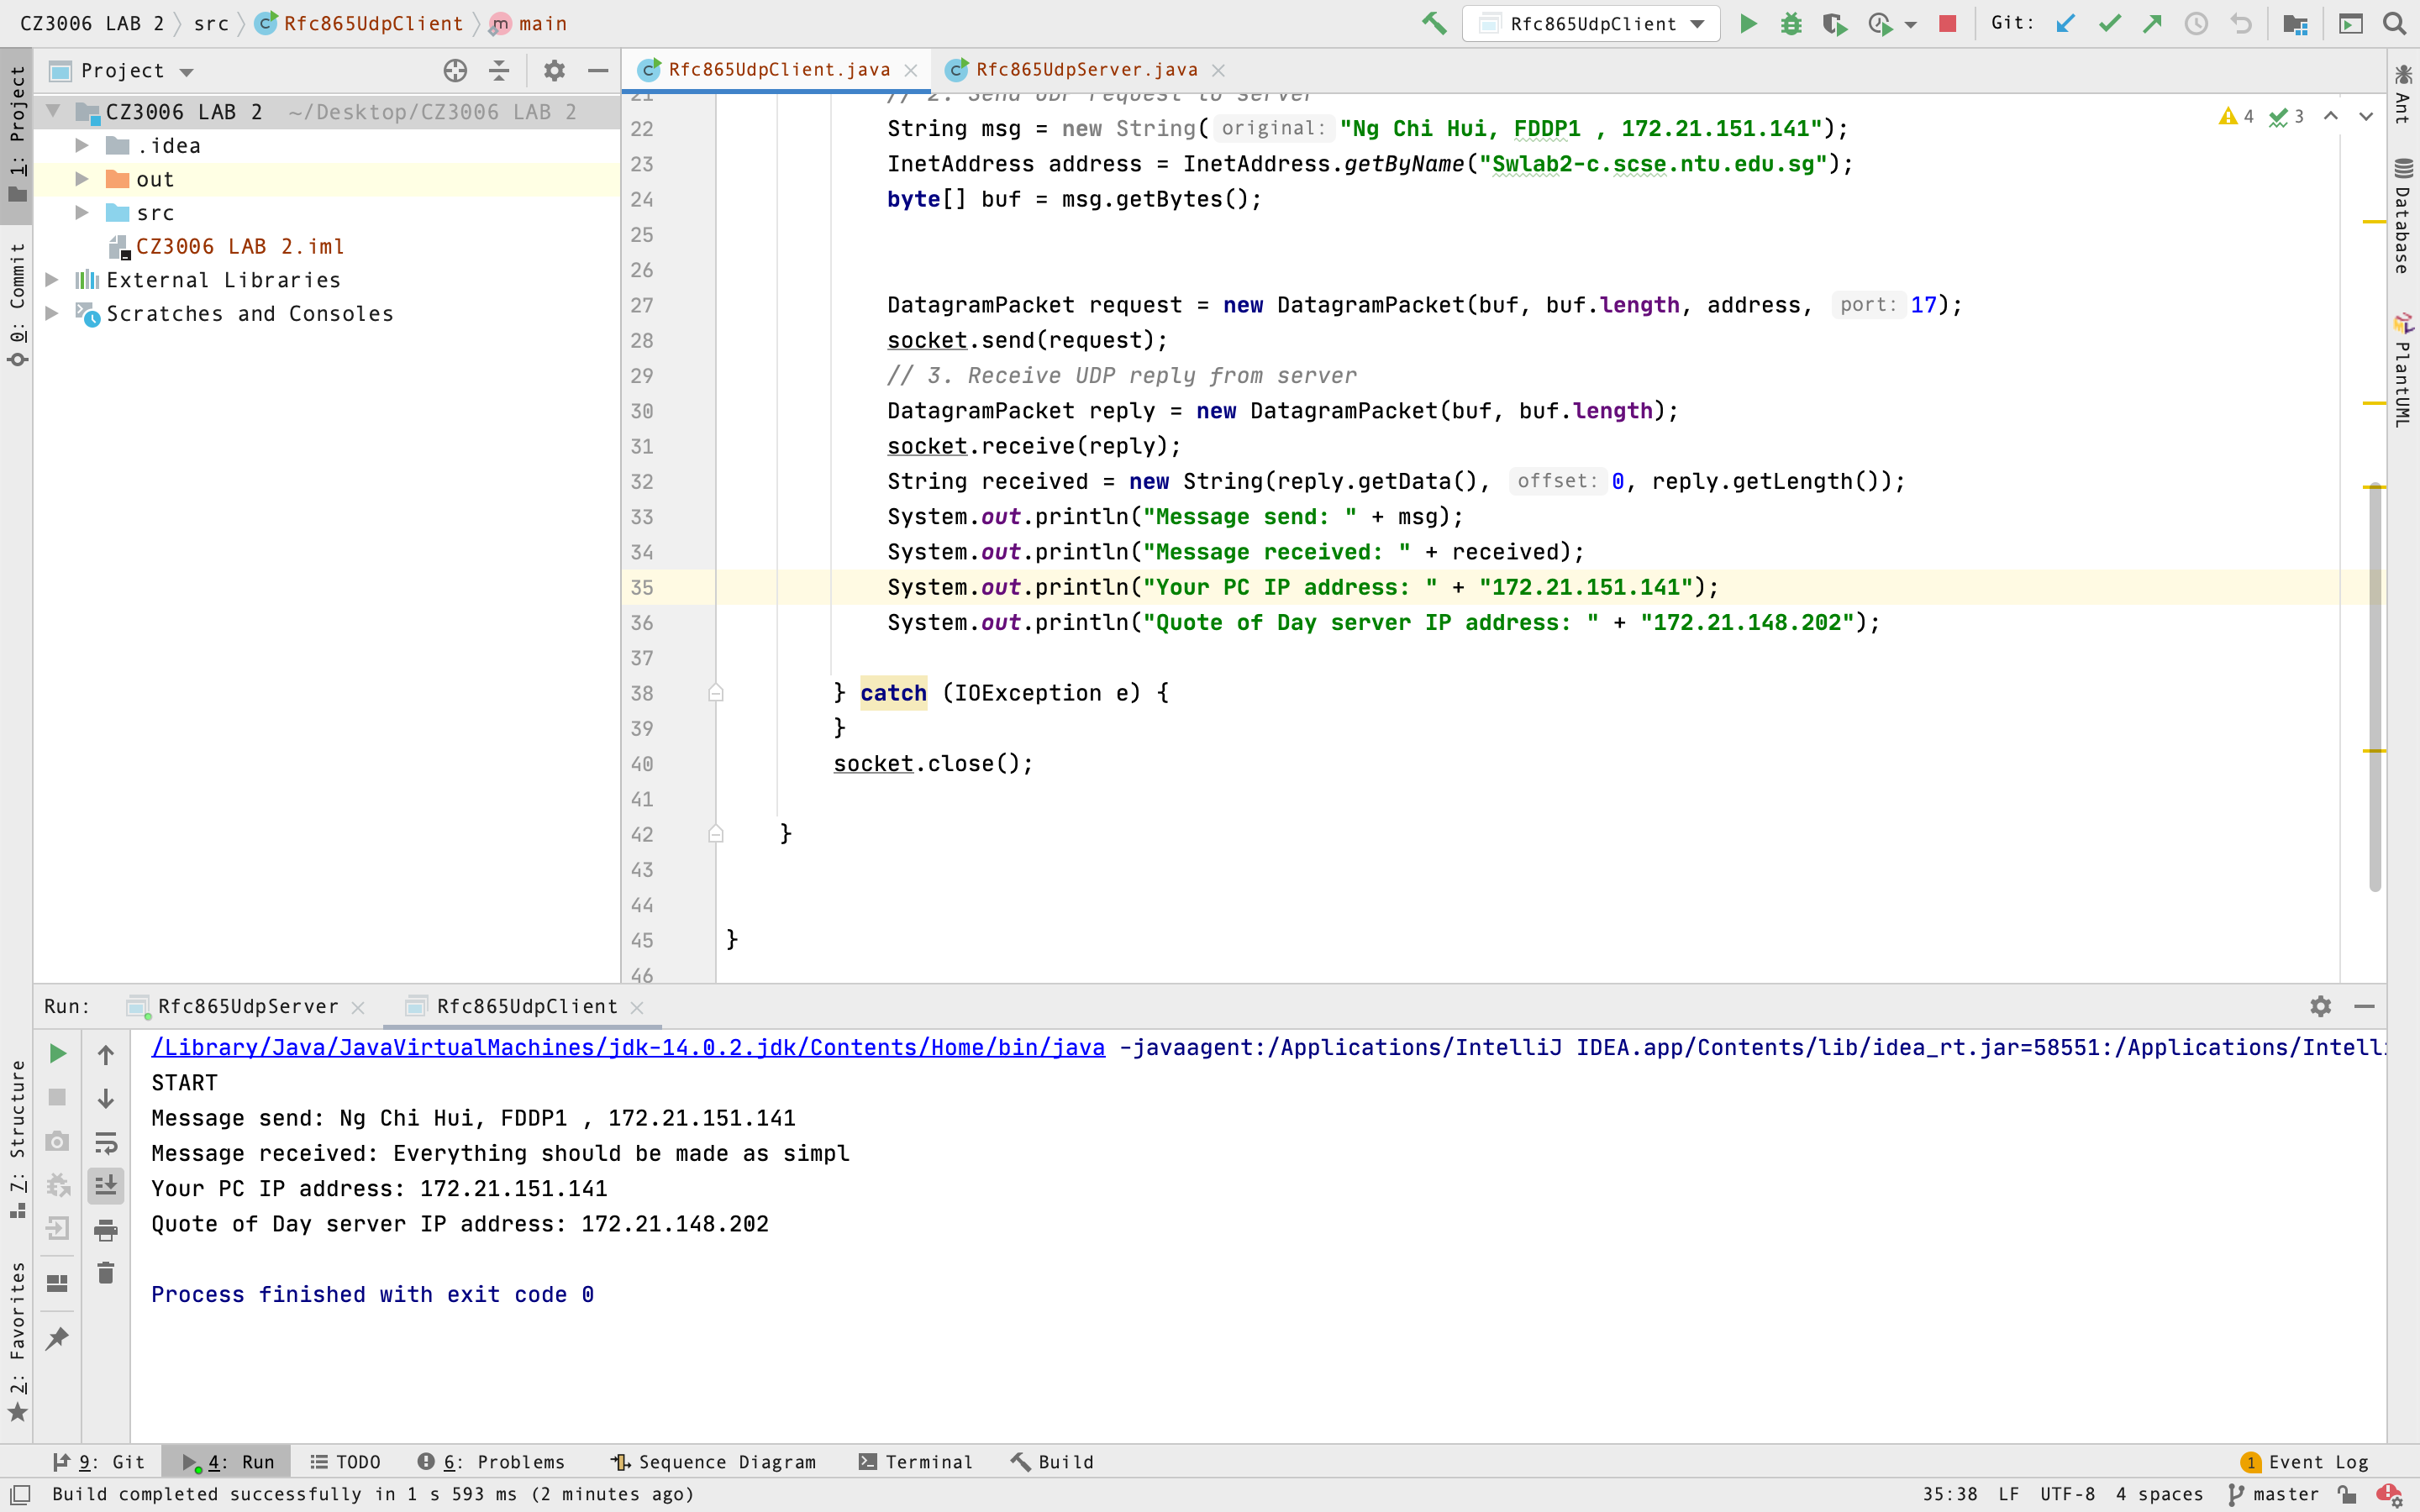 CZ3006 LAB 2 src Rfc865UdpClient main
Rfc865UdpClient
Git:
Project
Rfc865UdpClient.java
Rfc865UdpServer.java
1: Project
0: Commit
7: Structure
2: Favorites
CZ3006 LAB 2 ~/Desktop/CZ3006 LAB 2
.idea
out
src
CZ3006 LAB 2.iml
External Libraries
Scratches and Consoles
4 3
Ant
Database
PlantUML
21 // 2. Send UDP request to server
22 String msg = new String( original: "Ng Chi Hui, FDDP1 , 172.21.151.141");
23 InetAddress address = InetAddress.getByName("Swlab2-c.scse.ntu.edu.sg");
24 byte[] buf = msg.getBytes();
25
26
27 DatagramPacket request = new DatagramPacket(buf, buf.length, address, port: 17);
28 socket.send(request);
29 // 3. Receive UDP reply from server
30 DatagramPacket reply = new DatagramPacket(buf, buf.length);
31 socket.receive(reply);
32 String received = new String(reply.getData(), offset: 0, reply.getLength());
33 System.out.println("Message send: " + msg);
34 System.out.println("Message received: " + received);
35 System.out.println("Your PC IP address: " + "172.21.151.141");
36 System.out.println("Quote of Day server IP address: " + "172.21.148.202");
37
38 } catch (IOException e) {
39 }
40 socket.close();
41
42 }
43
44
45 }
46
Run: Rfc865UdpServer Rfc865UdpClient
/Library/Java/JavaVirtualMachines/jdk-14.0.2.jdk/Contents/Home/bin/java -javaagent:/Applications/IntelliJ IDEA.app/Contents/lib/idea_rt.jar=58551:/Applications/Intelli
START
Message send: Ng Chi Hui, FDDP1 , 172.21.151.141
Message received: Everything should be made as simpl
Your PC IP address: 172.21.151.141
Quote of Day server IP address: 172.21.148.202
Process finished with exit code 0
9: Git 4: Run TODO 6: Problems Sequence Diagram Terminal Build 1 Event Log
Build completed successfully in 1 s 593 ms (2 minutes ago) 35:38 LF UTF-8 4 spaces master